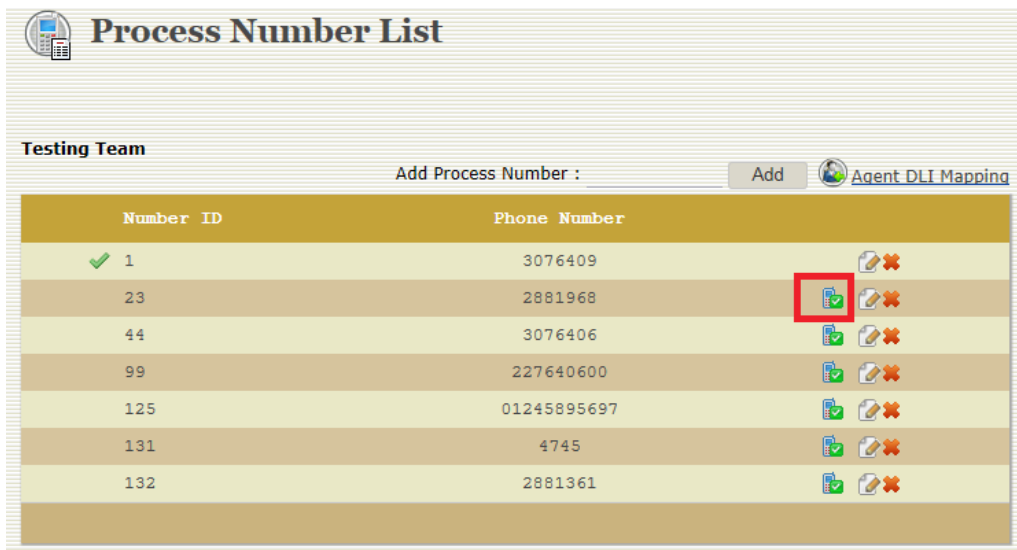 Process Number List
Testing Team
Add Process Number : Add Agent DLI Mapping
Number ID Phone Number
1 3076409
23 2881968
44 3076406
99 227640600
125 01245895697
131 4745
132 2881361